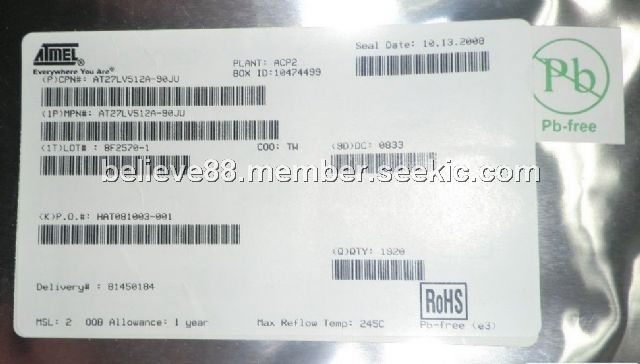 ATMEL®
Everywhere You Are®
PLANT: ACP2
BOX ID:10474499
Seal Date: 10.13.2008
(P)CPN#: AT27LV512A-90JU
(1P)MPN#: AT27LV512A-90JU
(1T)LOT# : BF2570-1
COO: TW
(9D)DC: 0833
believe88.member.seekic.com
(K)P.O.#: HAT081003-001
(Q)QTY: 1920
Delivery# : 81450184
RoHS
MSL: 2 OOB Allowance: 1 year
Max Reflow Temp: 245C
Pb-free (e3)
Pb
Pb-free